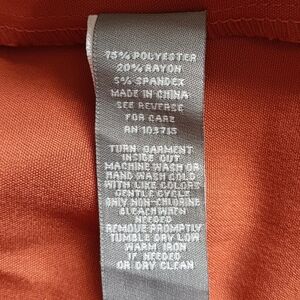 75% POLYESTER
20% RAYON
5% SPANDEX
MADE IN CHINA
SEE REVERSE
FOR CARE
RN 103715
TURN GARMENT
INSIDE OUT
MACHINE WASH OR
HAND WASH COLD
WITH LIKE COLORS
GENTLE CYCLE
ONLY NON-CHLORINE
BLEACH WHEN
NEEDED
REMOVE PROMPTLY
TUMBLE DRY LOW
WARM IRON
IF NEEDED
OR DRY CLEAN